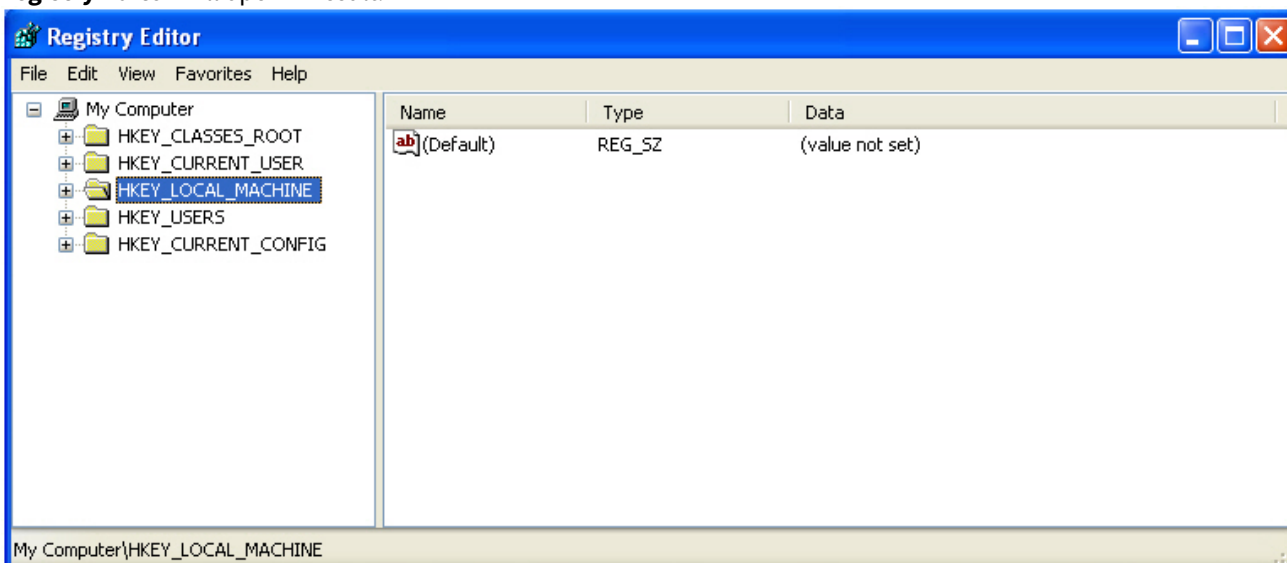 Registry Editor
File Edit View Favorites Help
My Computer
HKEY_CLASSES_ROOT
HKEY_CURRENT_USER
HKEY_LOCAL_MACHINE
HKEY_USERS
HKEY_CURRENT_CONFIG
Name Type Data
ab (Default) REG_SZ (value not set)
My Computer\HKEY_LOCAL_MACHINE